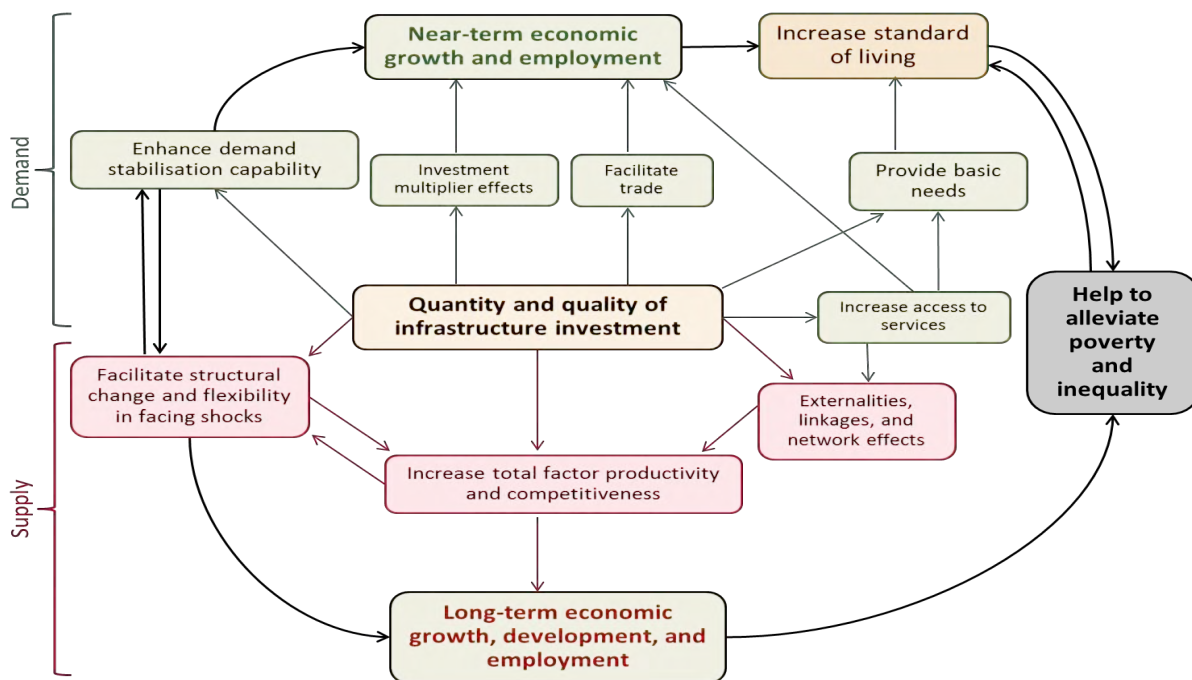 Near-term economic
growth and employment
Increase standard
of living
Demand
Enhance demand
stabilisation capability
Investment
multiplier effects
Facilitate
trade
Provide basic
needs
Quantity and quality of
infrastructure investment
Increase access to
services
Help to
alleviate
poverty
and
inequality
Supply
Facilitate structural
change and flexibility
in facing shocks
Externalities,
linkages, and
network effects
Increase total factor productivity
and competitiveness
Long-term economic
growth, development, and
employment